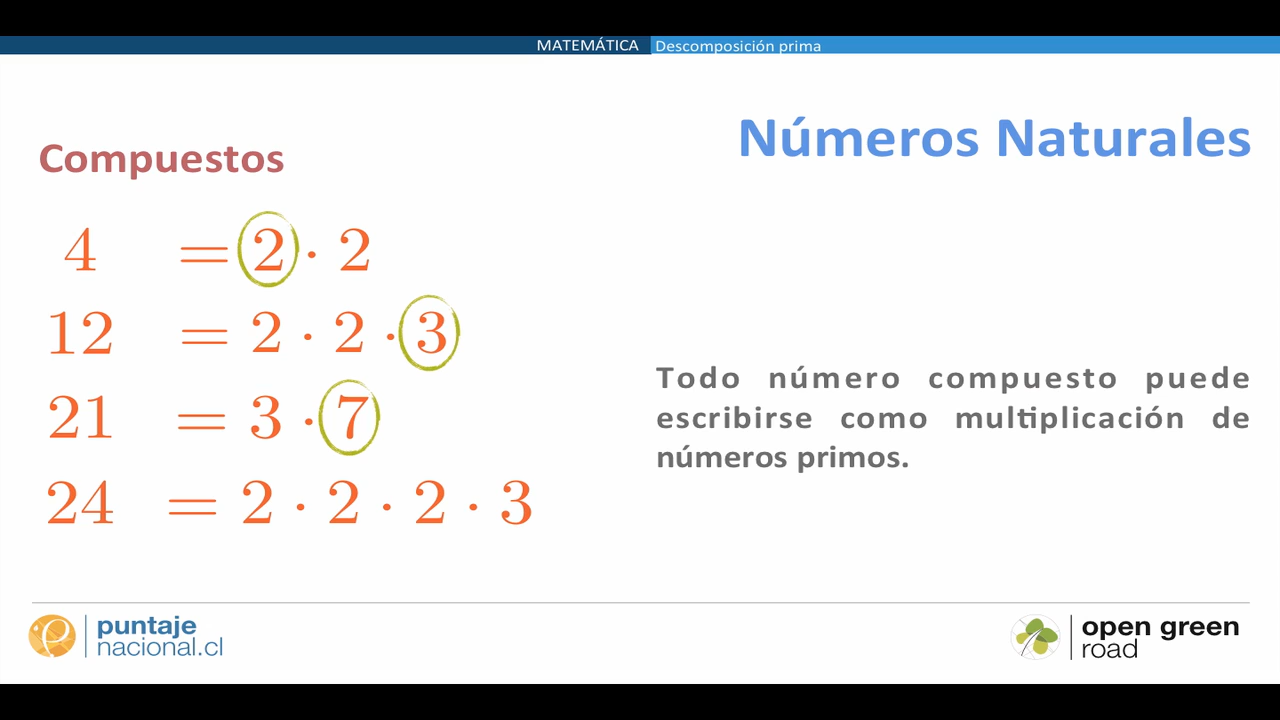 MATEMÁTICA Descomposición prima
Números Naturales
Compuestos
4 = 2 · 2
12 = 2 · 2 · 3
21 = 3 · 7
24 = 2 · 2 · 2 · 3
Todo número compuesto puede
escribirse como multiplicación de
números primos.
puntaje
nacional.cl
open green
road